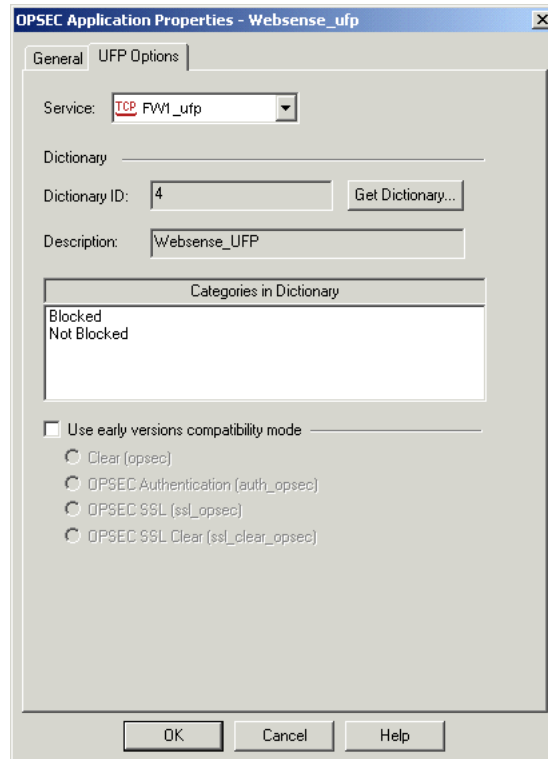 OPSEC Application Properties - Websense_ufp
General UFP Options
Service: TCP FW1_ufp
Dictionary
Dictionary ID: 4 Get Dictionary...
Description: Websense_UFP
Categories in Dictionary
Blocked
Not Blocked
Use early versions compatibility mode
Clear (opsec)
OPSEC Authentication (auth_opsec)
OPSEC SSL (ssl_opsec)
OPSEC SSL Clear (ssl_clear_opsec)
OK Cancel Help